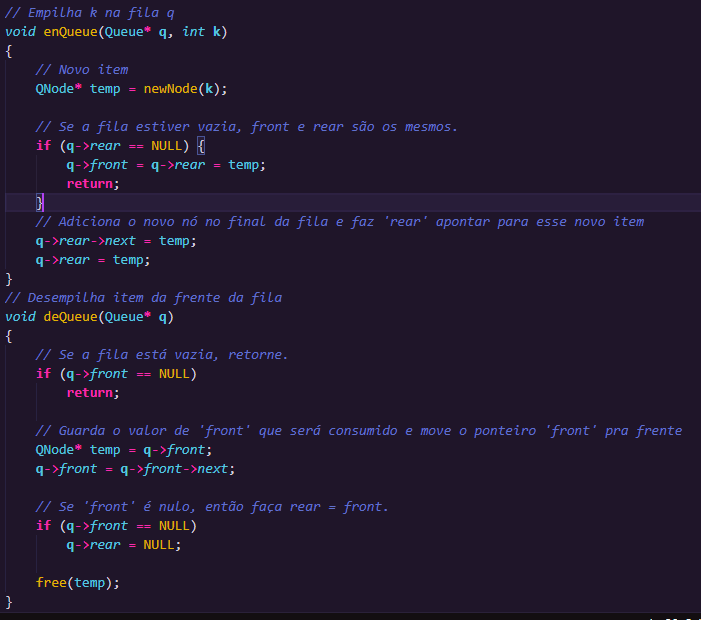 // Empilha k na fila q
void enQueue(Queue* q, int k)
{
    // Novo item
    QNode* temp = newNode(k);

    // Se a fila estiver vazia, front e rear são os mesmos.
    if (q->rear == NULL) {
        q->front = q->rear = temp;
        return;
    }
    // Adiciona o novo nó no final da fila e faz 'rear' apontar para esse novo item
    q->rear->next = temp;
    q->rear = temp;
}
// Desempilha item da frente da fila
void deQueue(Queue* q)
{
    // Se a fila está vazia, retorne.
    if (q->front == NULL)
        return;

    // Guarda o valor de 'front' que será consumido e move o ponteiro 'front' pra frente
    QNode* temp = q->front;
    q->front = q->front->next;

    // Se 'front' é nulo, então faça rear = front.
    if (q->front == NULL)
        q->rear = NULL;

    free(temp);
}